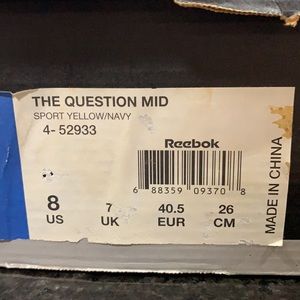 THE QUESTION MID
SPORT YELLOW/NAVY
4- 52933
Reebok
6 88359 09370 8
8 7 40.5 26
US UK EUR CM
MADE IN CHINA